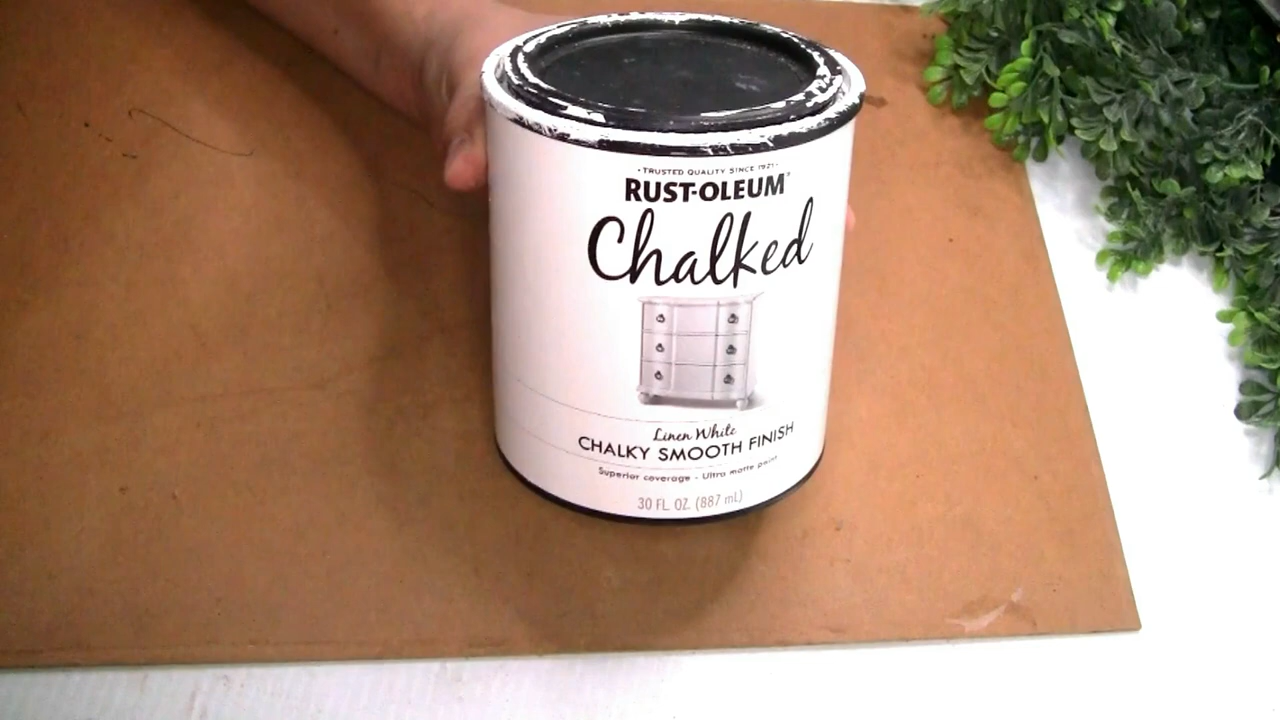 · TRUSTED QUALITY SINCE 1921 ·
RUST-OLEUM®
Chalked
Linen White
CHALKY SMOOTH FINISH
Superior coverage · Ultra matte paint
30 FL. OZ. (887 mL)